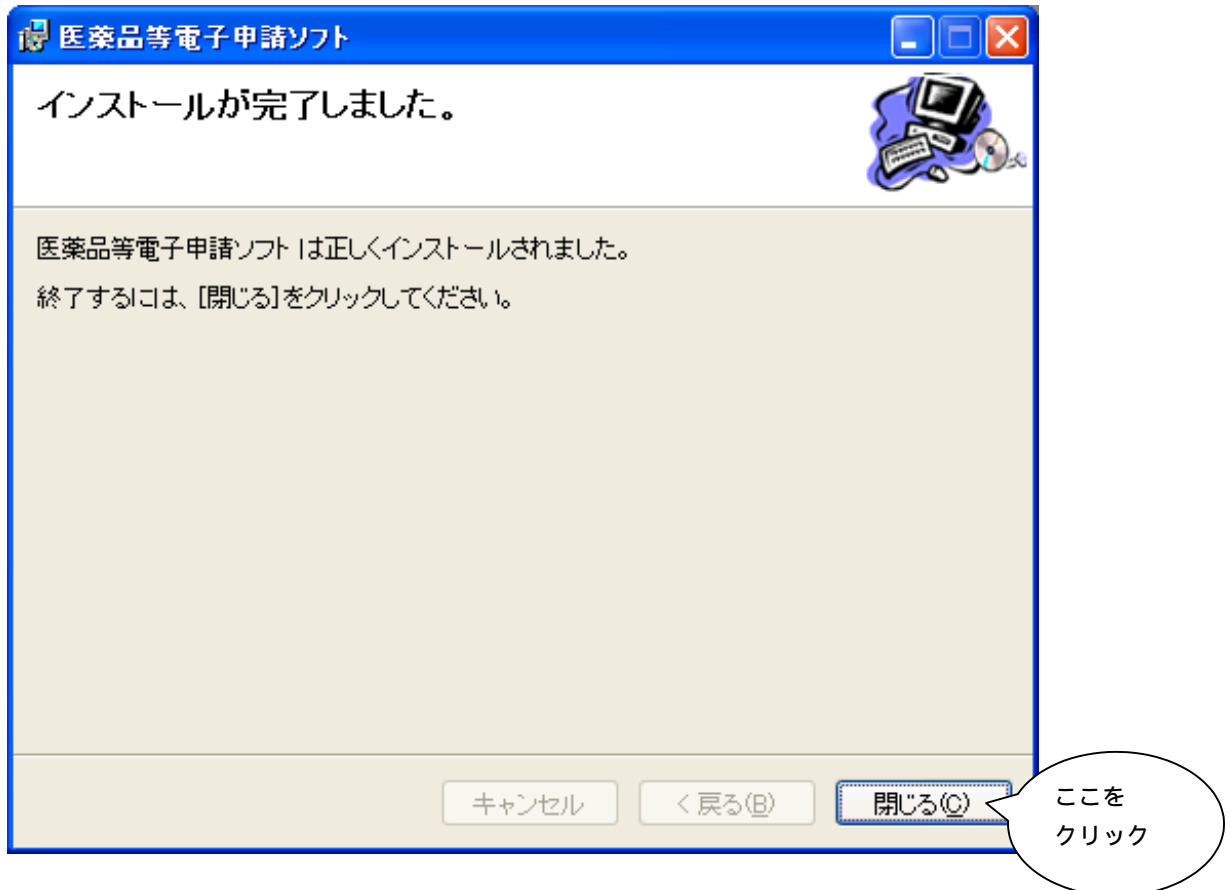 医薬品等電子申請ソフト
インストールが完了しました。
医薬品等電子申請ソフト は正しくインストールされました。
終了するには、[閉じる]をクリックしてください。
キャンセル
< 戻る(B)
閉じる(C)
ここを
クリック